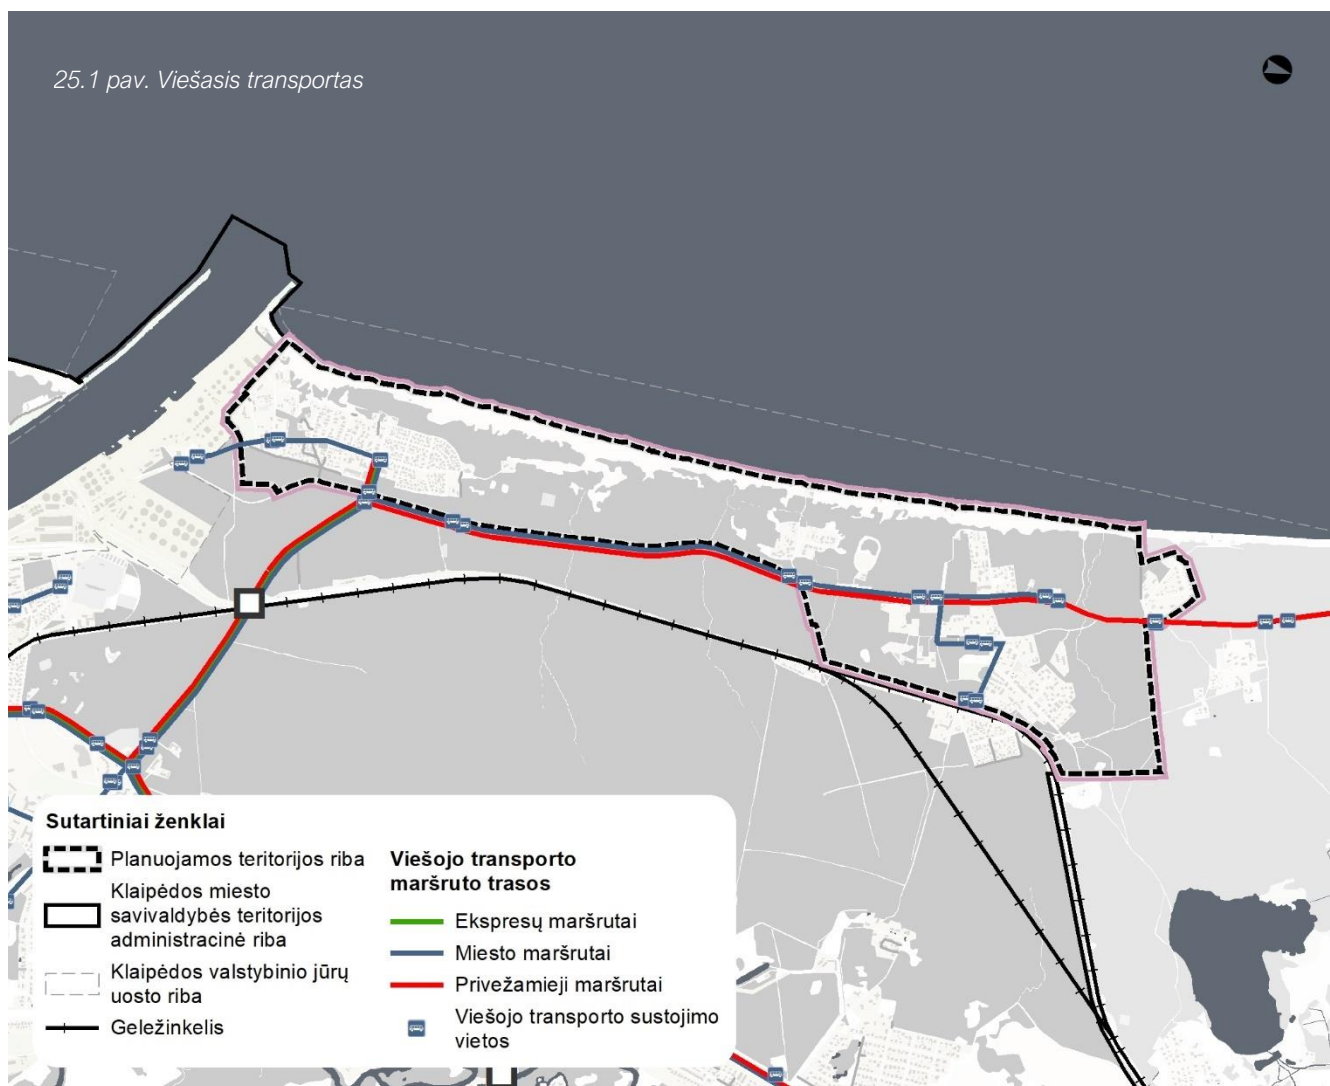 25.1 pav. Viešasis transportas
Sutartiniai ženklai
Planuojamos teritorijos riba
Klaipėdos miesto
savivaldybės teritorijos
administracinė riba
Klaipėdos valstybinio jūrų
uosto riba
Geležinkelis
Viešojo transporto
maršruto trasos
Ekspresų maršrutai
Miesto maršrutai
Privežamieji maršrutai
Viešojo transporto sustojimo
vietos